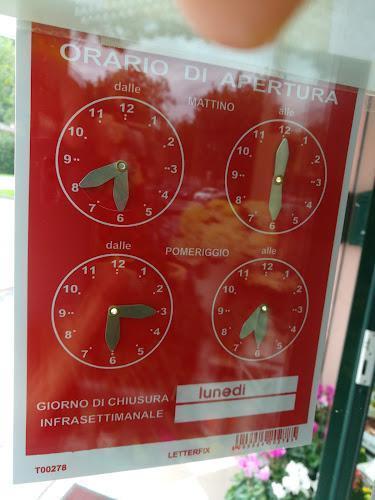 ORARIO DI APERTURA
dalle MATTINO alle
12 1 2 3 4 5 6 7 8 9 10 11
12 1 2 3 4 5 6 7 8 9 10 11
dalle POMERIGGIO alle
12 1 2 3 4 5 6 7 8 9 10 11
12 1 2 3 4 5 6 7 8 9 10 11
GIORNO DI CHIUSURA
INFRASETTIMANALE
lunedi
LETTERFIX
T00278